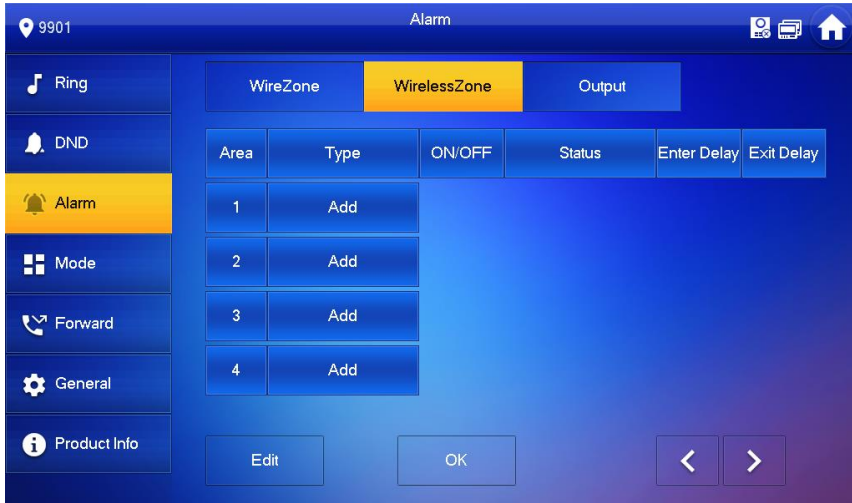 9901
Alarm
Ring
DND
Alarm
Mode
Forward
General
Product Info
WireZone WirelessZone Output
Area Type ON/OFF Status Enter Delay Exit Delay
1 Add
2 Add
3 Add
4 Add
Edit OK